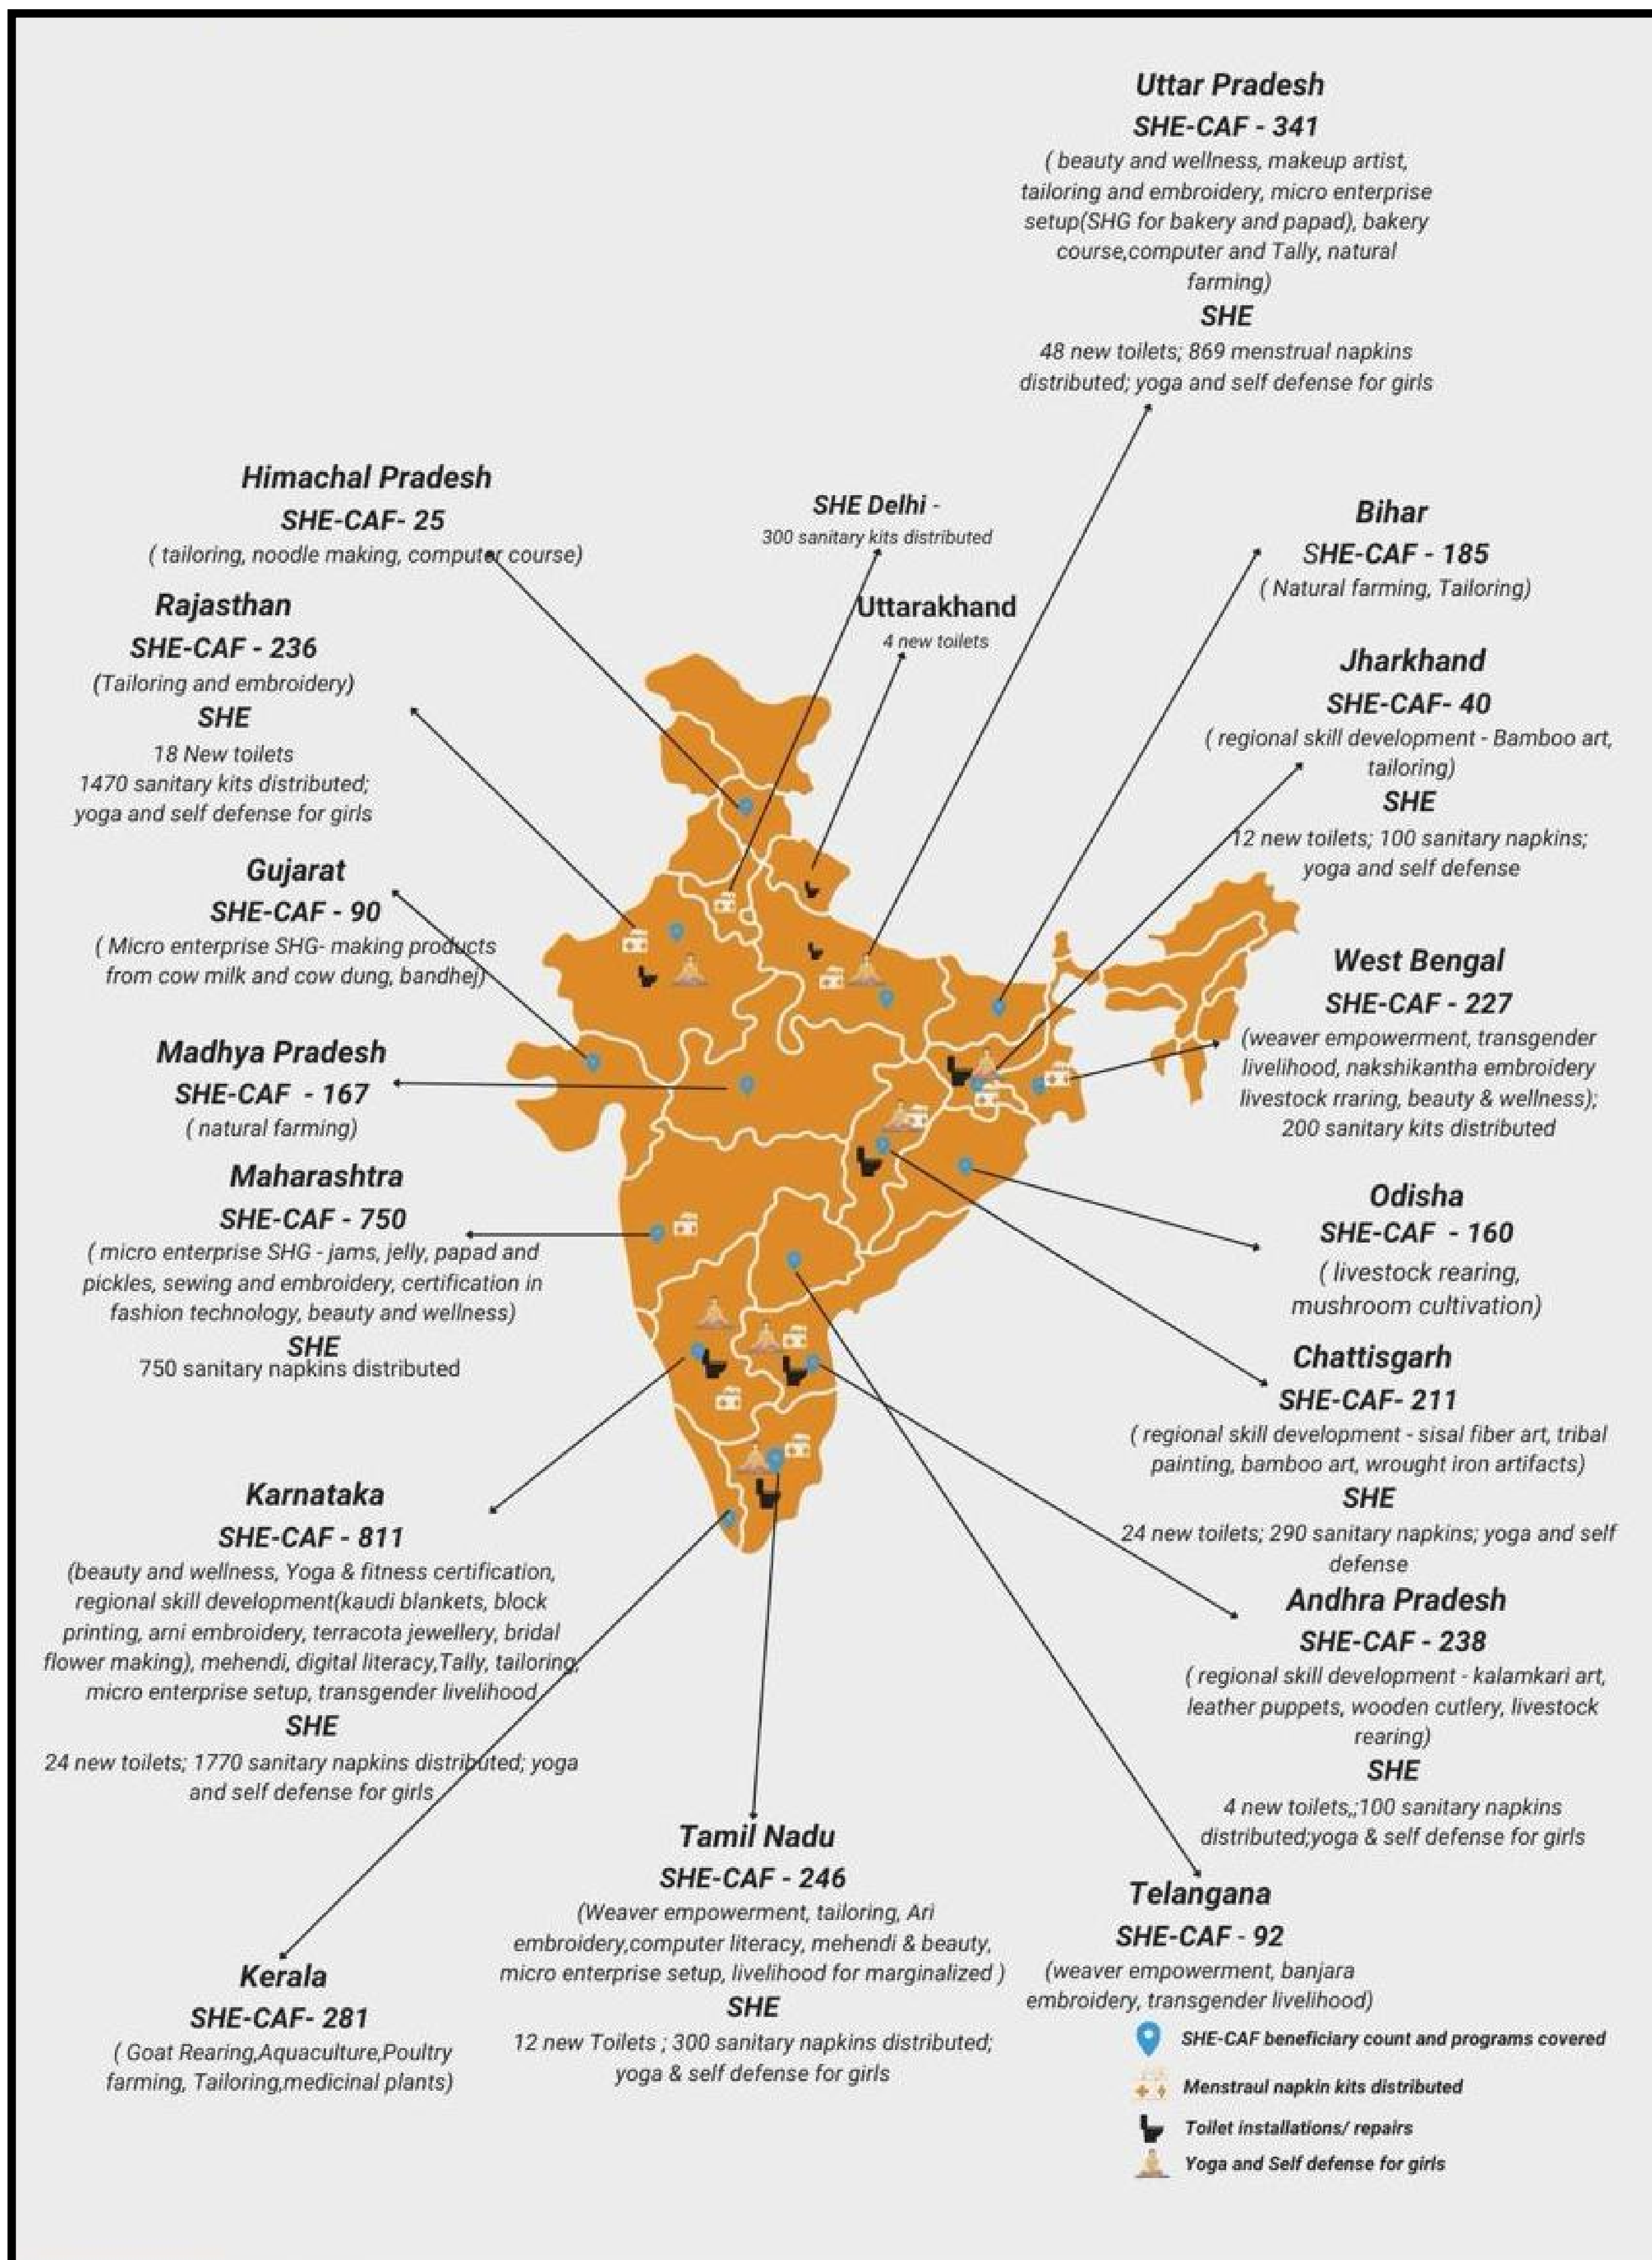 Uttar Pradesh
SHE-CAF - 341
( beauty and wellness, makeup artist,
tailoring and embroidery, micro enterprise
setup(SHG for bakery and papad), bakery
course,computer and Tally, natural
farming)
SHE
48 new toilets; 869 menstrual napkins
distributed; yoga and self defense for girls
Himachal Pradesh
SHE-CAF- 25
( tailoring, noodle making, computer course)
SHE Delhi -
300 sanitary kits distributed
Uttarakhand
4 new toilets
Bihar
SHE-CAF - 185
( Natural farming, Tailoring)
Rajasthan
SHE-CAF - 236
(Tailoring and embroidery)
SHE
18 New toilets
1470 sanitary kits distributed;
yoga and self defense for girls
Jharkhand
SHE-CAF- 40
( regional skill development - Bamboo art,
tailoring)
SHE
12 new toilets; 100 sanitary napkins;
yoga and self defense
Gujarat
SHE-CAF - 90
( Micro enterprise SHG- making products
from cow milk and cow dung, bandhej)
West Bengal
SHE-CAF - 227
(weaver empowerment, transgender
livelihood, nakshikantha embroidery
livestock rraring, beauty & wellness);
200 sanitary kits distributed
Madhya Pradesh
SHE-CAF - 167
( natural farming)
Maharashtra
SHE-CAF - 750
( micro enterprise SHG - jams, jelly, papad and
pickles, sewing and embroidery, certification in
fashion technology, beauty and wellness)
SHE
750 sanitary napkins distributed
Odisha
SHE-CAF - 160
( livestock rearing,
mushroom cultivation)
Chattisgarh
SHE-CAF- 211
( regional skill development - sisal fiber art, tribal
painting, bamboo art, wrought iron artifacts)
SHE
24 new toilets; 290 sanitary napkins; yoga and self
defense
Karnataka
SHE-CAF - 811
(beauty and wellness, Yoga & fitness certification,
regional skill development(kaudi blankets, block
printing, arni embroidery, terracota jewellery, bridal
flower making), mehendi, digital literacy,Tally, tailoring,
micro enterprise setup, transgender livelihood
SHE
24 new toilets; 1770 sanitary napkins distributed; yoga
and self defense for girls
Andhra Pradesh
SHE-CAF - 238
( regional skill development - kalamkari art,
leather puppets, wooden cutlery, livestock
rearing)
SHE
4 new toilets,;100 sanitary napkins
distributed;yoga & self defense for girls
Tamil Nadu
SHE-CAF - 246
(Weaver empowerment, tailoring, Ari
embroidery,computer literacy, mehendi & beauty,
micro enterprise setup, livelihood for marginalized )
SHE
12 new Toilets ; 300 sanitary napkins distributed;
yoga & self defense for girls
Telangana
SHE-CAF - 92
(weaver empowerment, banjara
embroidery, transgender livelihood)
Kerala
SHE-CAF- 281
( Goat Rearing,Aquaculture,Poultry
farming, Tailoring,medicinal plants)
SHE-CAF beneficiary count and programs covered
Menstraul napkin kits distributed
Toilet installations/ repairs
Yoga and Self defense for girls